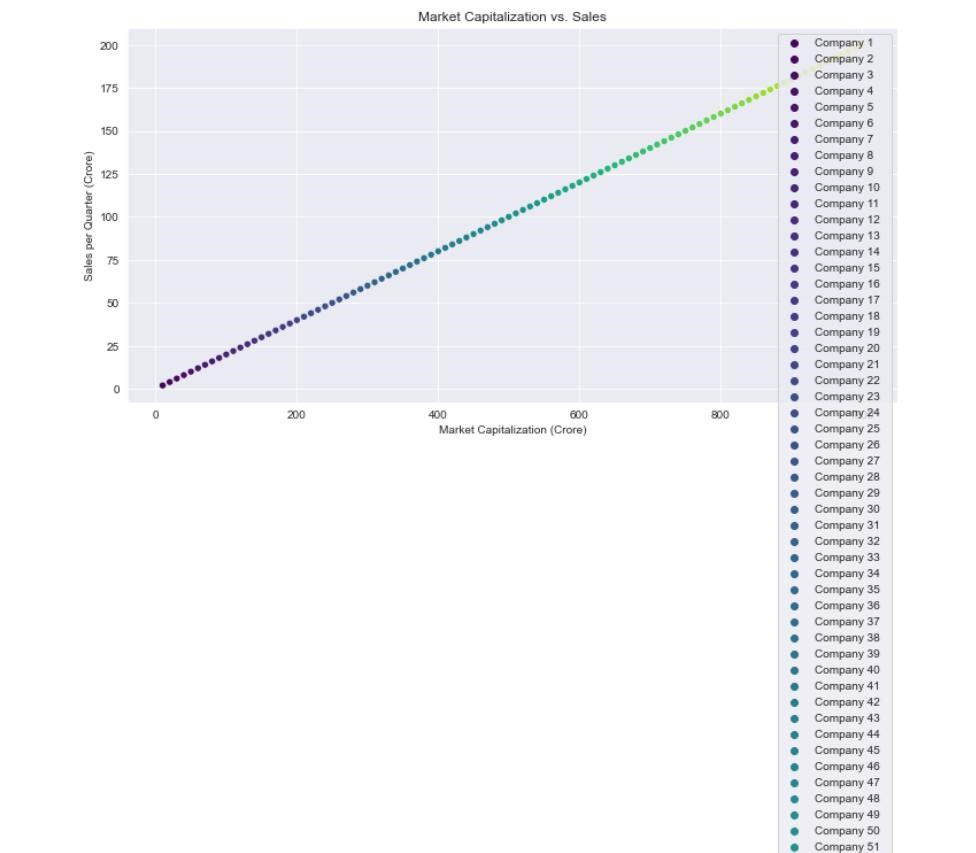 Market Capitalization vs. Sales
200
175
150
125
100
75
50
25
0
Sales per Quarter (Crore)
0 200 400 600 800
Market Capitalization (Crore)
Company 1
Company 2
Company 3
Company 4
Company 5
Company 6
Company 7
Company 8
Company 9
Company 10
Company 11
Company 12
Company 13
Company 14
Company 15
Company 16
Company 17
Company 18
Company 19
Company 20
Company 21
Company 22
Company 23
Company 24
Company 25
Company 26
Company 27
Company 28
Company 29
Company 30
Company 31
Company 32
Company 33
Company 34
Company 35
Company 36
Company 37
Company 38
Company 39
Company 40
Company 41
Company 42
Company 43
Company 44
Company 45
Company 46
Company 47
Company 48
Company 49
Company 50
Company 51